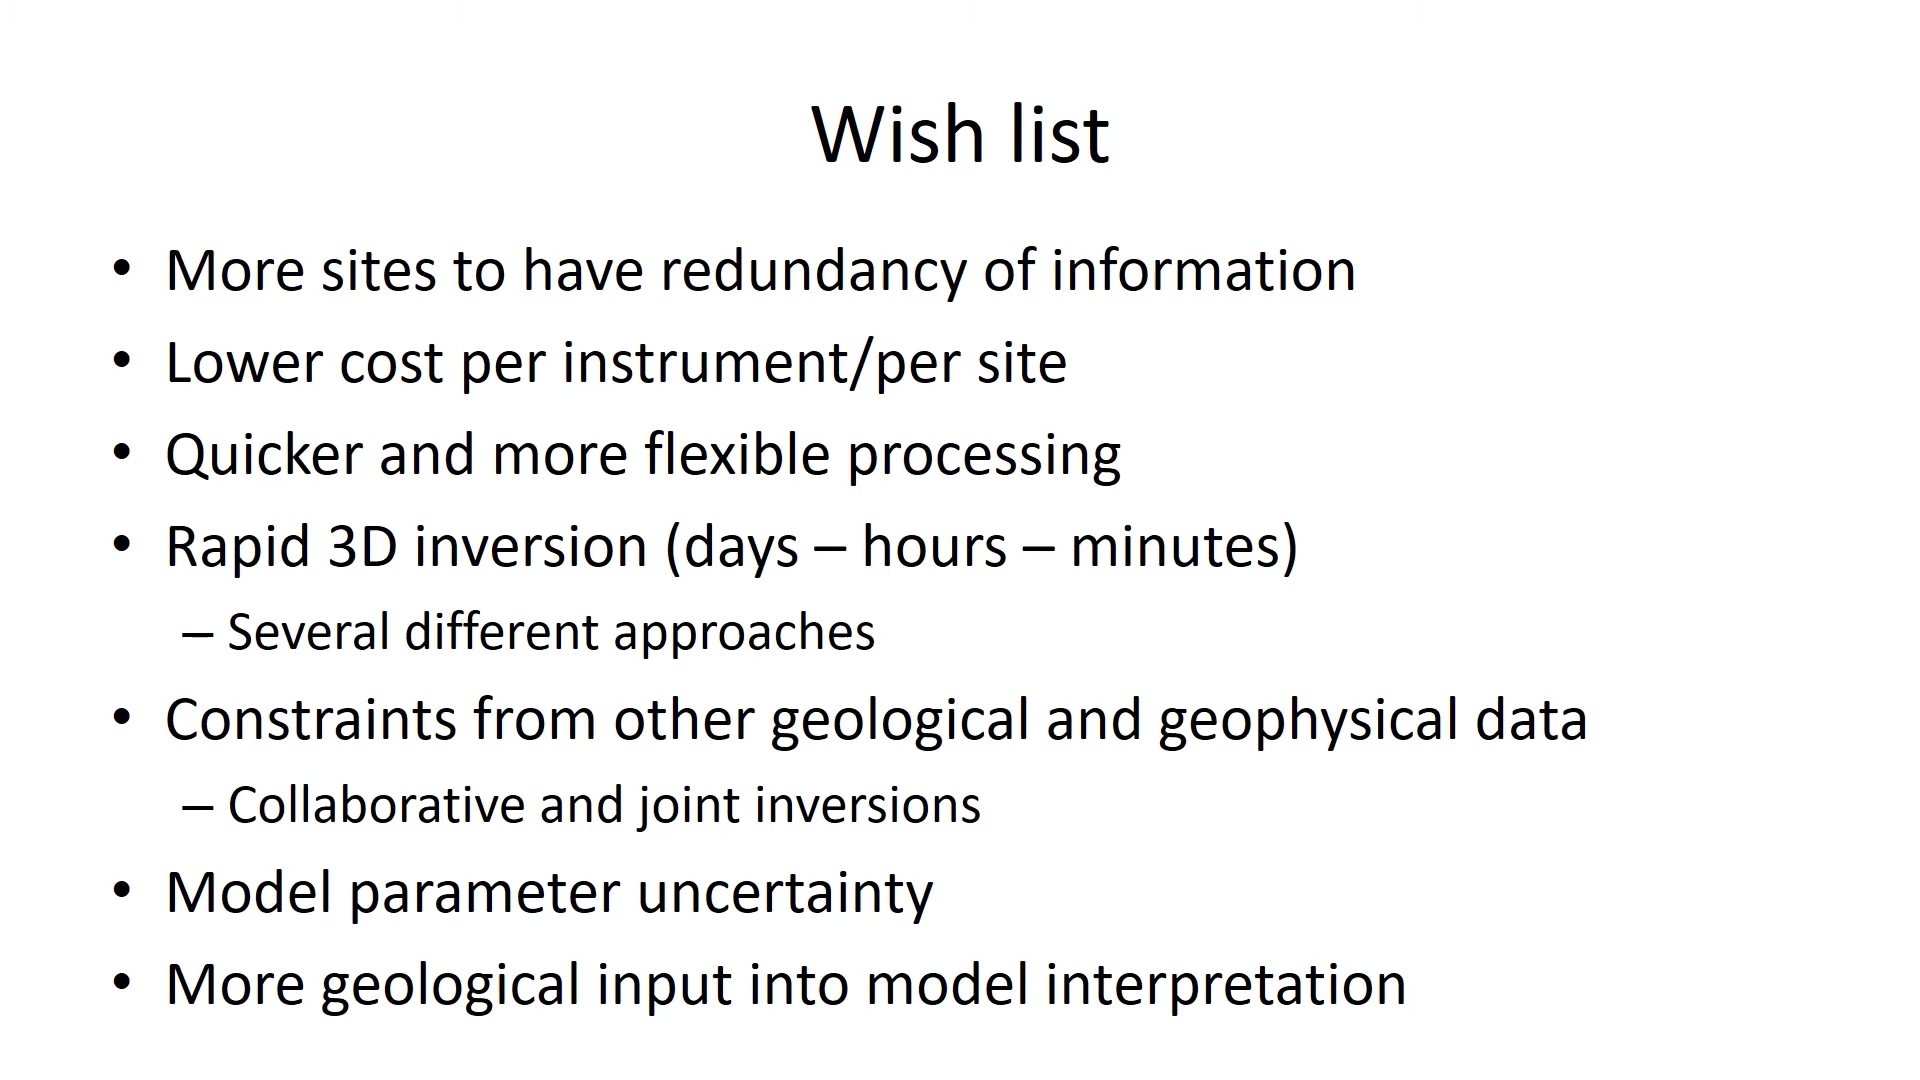 Wish list
• More sites to have redundancy of information
• Lower cost per instrument/per site
• Quicker and more flexible processing
• Rapid 3D inversion (days – hours – minutes)
– Several different approaches
• Constraints from other geological and geophysical data
– Collaborative and joint inversions
• Model parameter uncertainty
• More geological input into model interpretation